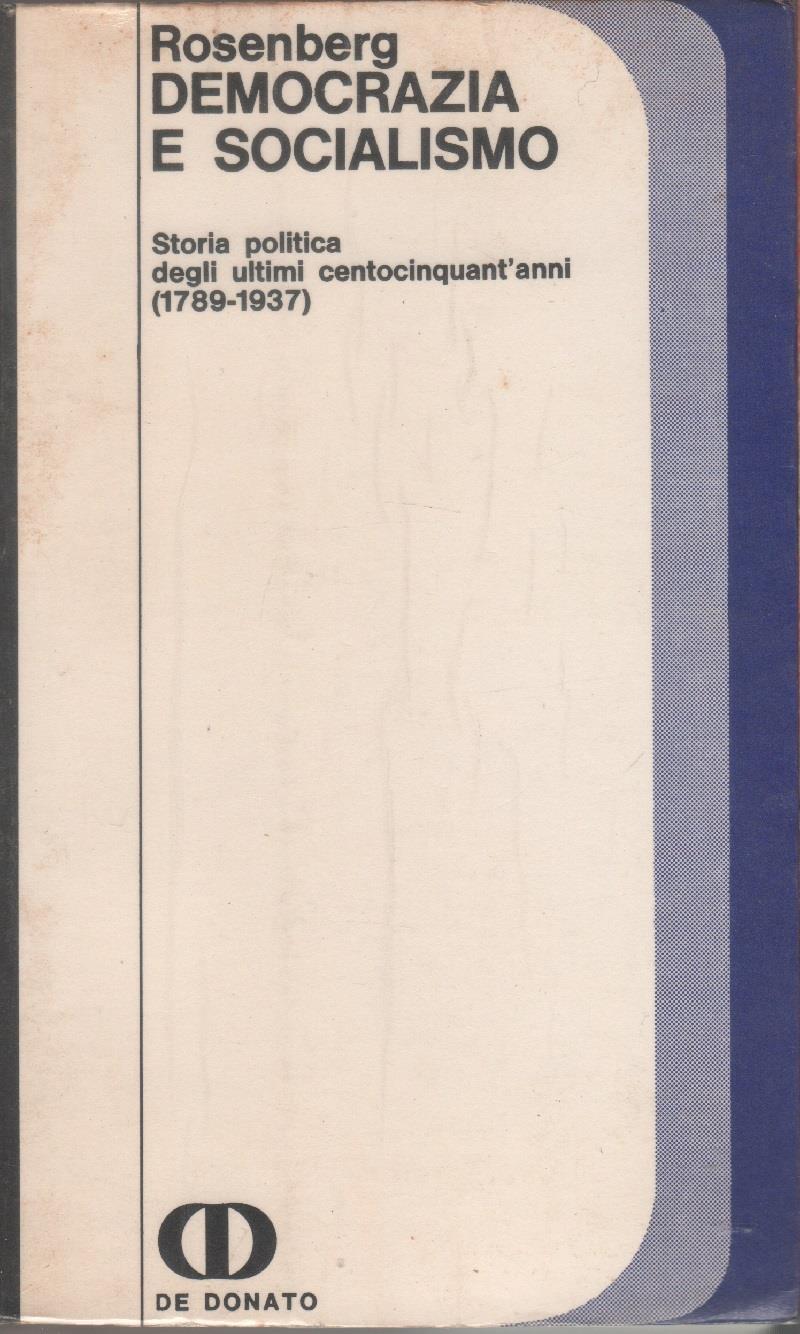 Rosenberg
DEMOCRAZIA
E SOCIALISMO
Storia politica
degli ultimi centocinquant'anni
(1789-1937)
DE DONATO